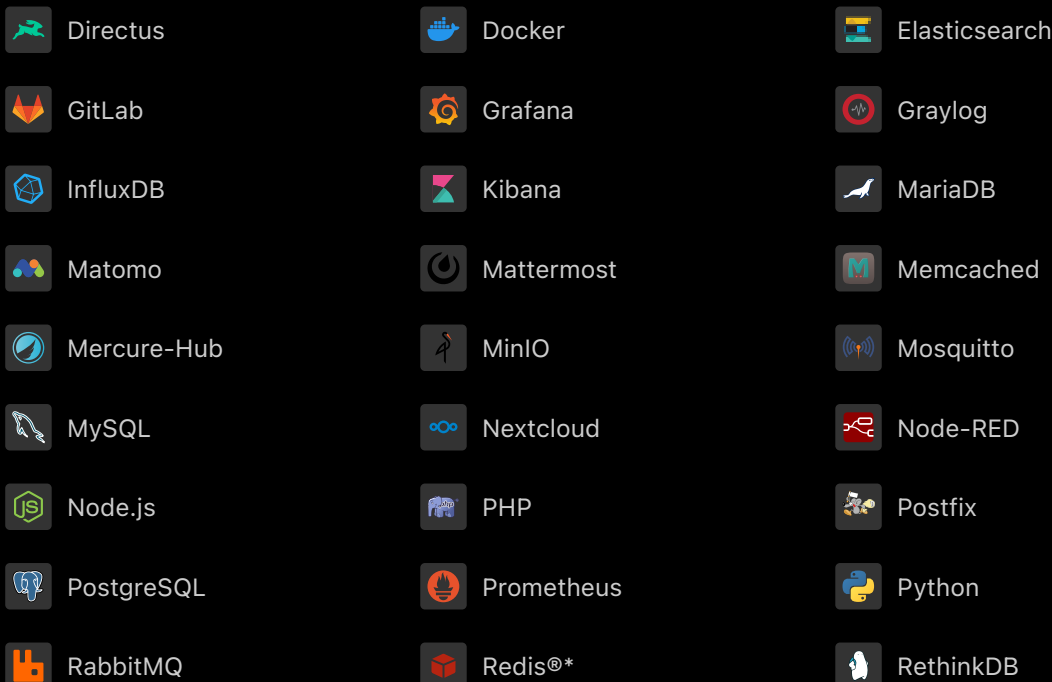 Directus
Docker
Elasticsearch
GitLab
Grafana
Graylog
InfluxDB
Kibana
MariaDB
Matomo
Mattermost
Memcached
Mercure-Hub
MinIO
Mosquitto
MySQL
Nextcloud
Node-RED
Node.js
PHP
Postfix
PostgreSQL
Prometheus
Python
RabbitMQ
Redis®*
RethinkDB